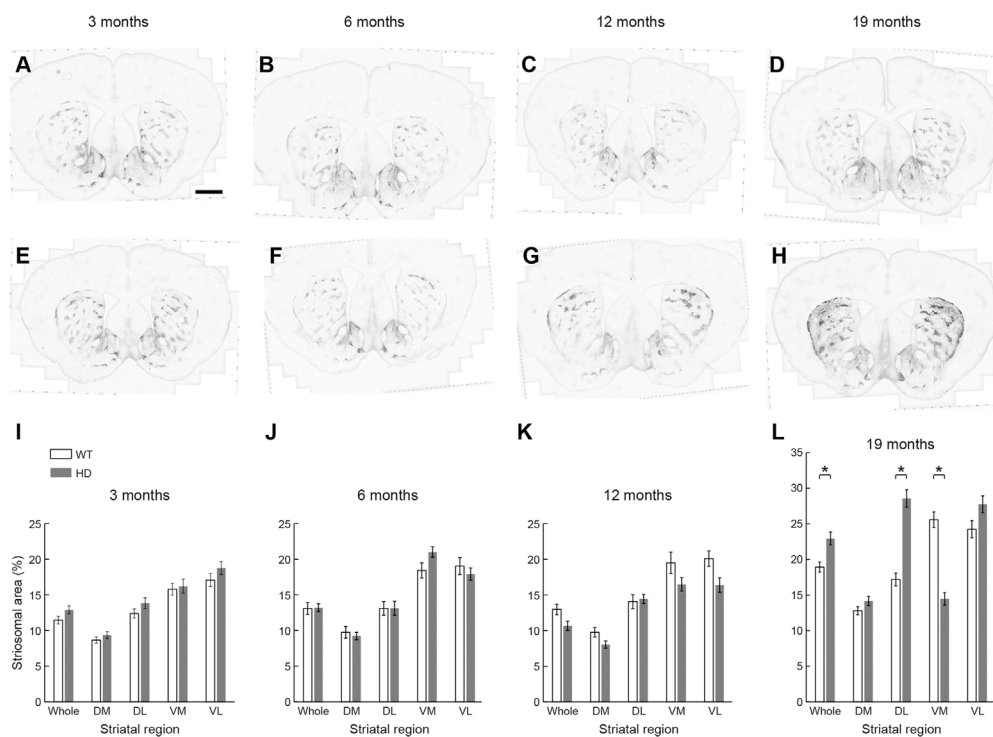 3 months
6 months
12 months
19 months
A
B
C
D
E
F
G
H
I
J
K
L
WT
HD
3 months
6 months
12 months
19 months
Striosomal area (%)
25
20
15
10
5
0
Whole DM DL VM VL
Striatal region
25
20
15
10
5
0
Whole DM DL VM VL
Striatal region
25
20
15
10
5
0
Whole DM DL VM VL
Striatal region
35
30
25
20
15
10
5
0
* * *
Whole DM DL VM VL
Striatal region